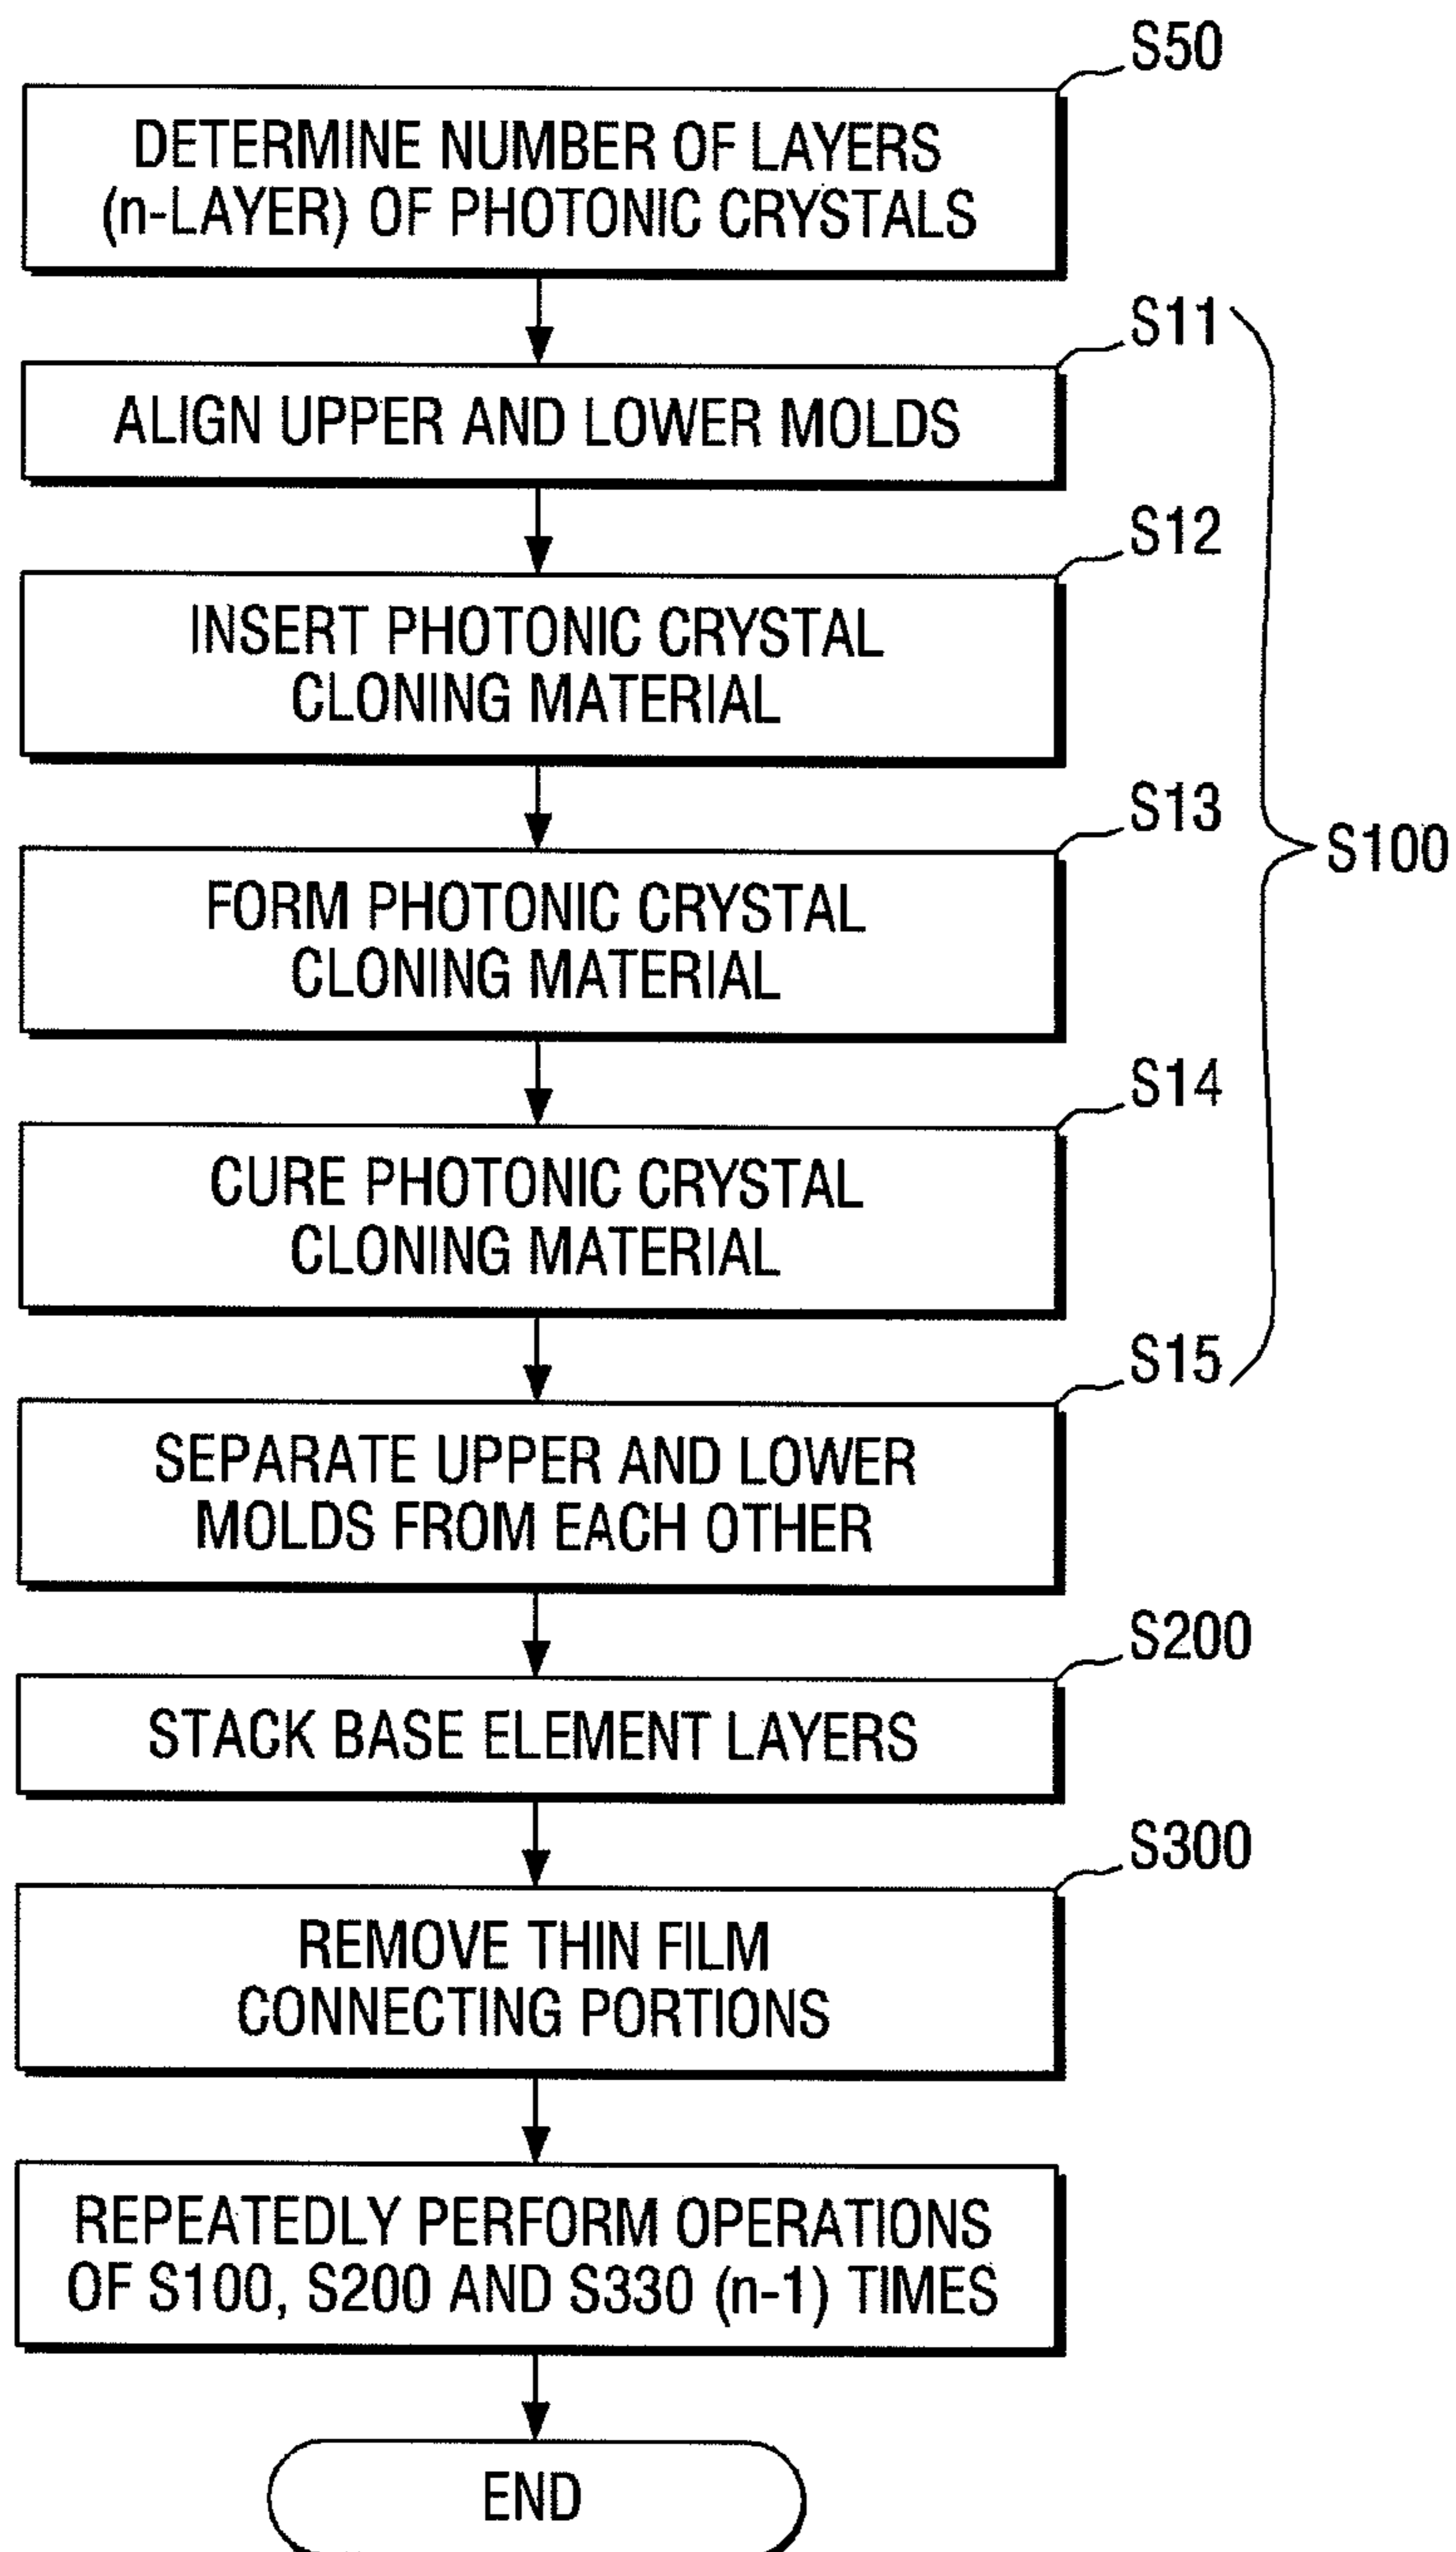 S50
DETERMINE NUMBER OF LAYERS
(n-LAYER) OF PHOTONIC CRYSTALS
S11
ALIGN UPPER AND LOWER MOLDS
S12
INSERT PHOTONIC CRYSTAL
CLONING MATERIAL
S13
FORM PHOTONIC CRYSTAL
CLONING MATERIAL
S100
S14
CURE PHOTONIC CRYSTAL
CLONING MATERIAL
S15
SEPARATE UPPER AND LOWER
MOLDS FROM EACH OTHER
S200
STACK BASE ELEMENT LAYERS
S300
REMOVE THIN FILM
CONNECTING PORTIONS
REPEATEDLY PERFORM OPERATIONS
OF S100, S200 AND S330 (n-1) TIMES
END